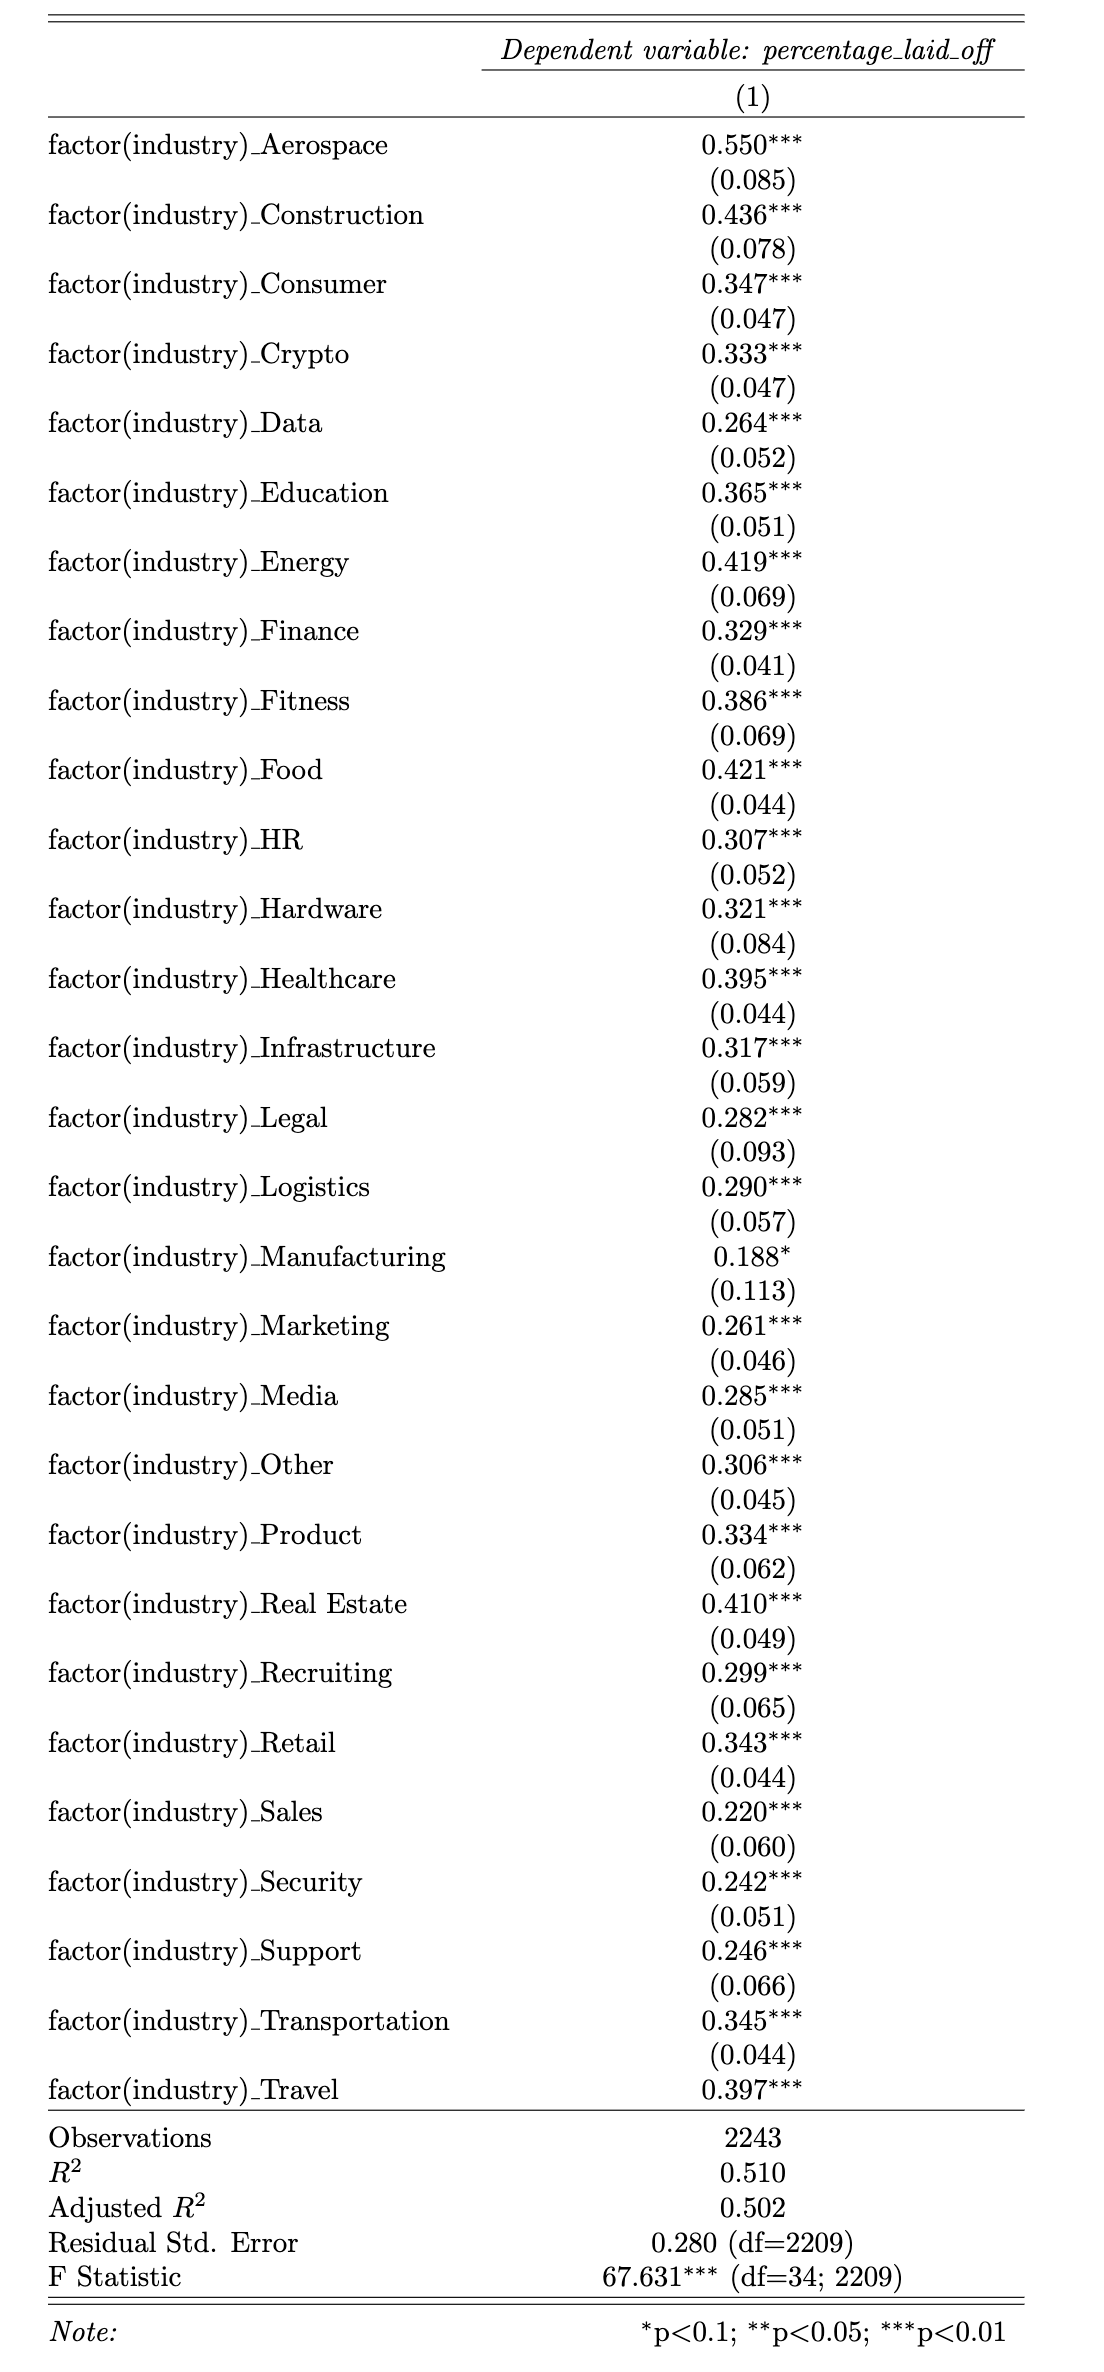 Dependent variable: percentage_laid_off
(1)
factor(industry)_Aerospace 0.550***
(0.085)
factor(industry)_Construction 0.436***
(0.078)
factor(industry)_Consumer 0.347***
(0.047)
factor(industry)_Crypto 0.333***
(0.047)
factor(industry)_Data 0.264***
(0.052)
factor(industry)_Education 0.365***
(0.051)
factor(industry)_Energy 0.419***
(0.069)
factor(industry)_Finance 0.329***
(0.041)
factor(industry)_Fitness 0.386***
(0.069)
factor(industry)_Food 0.421***
(0.044)
factor(industry)_HR 0.307***
(0.052)
factor(industry)_Hardware 0.321***
(0.084)
factor(industry)_Healthcare 0.395***
(0.044)
factor(industry)_Infrastructure 0.317***
(0.059)
factor(industry)_Legal 0.282***
(0.093)
factor(industry)_Logistics 0.290***
(0.057)
factor(industry)_Manufacturing 0.188*
(0.113)
factor(industry)_Marketing 0.261***
(0.046)
factor(industry)_Media 0.285***
(0.051)
factor(industry)_Other 0.306***
(0.045)
factor(industry)_Product 0.334***
(0.062)
factor(industry)_Real Estate 0.410***
(0.049)
factor(industry)_Recruiting 0.299***
(0.065)
factor(industry)_Retail 0.343***
(0.044)
factor(industry)_Sales 0.220***
(0.060)
factor(industry)_Security 0.242***
(0.051)
factor(industry)_Support 0.246***
(0.066)
factor(industry)_Transportation 0.345***
(0.044)
factor(industry)_Travel 0.397***
Observations 2243
R² 0.510
Adjusted R² 0.502
Residual Std. Error 0.280 (df=2209)
F Statistic 67.631*** (df=34; 2209)
Note: *p<0.1; **p<0.05; ***p<0.01